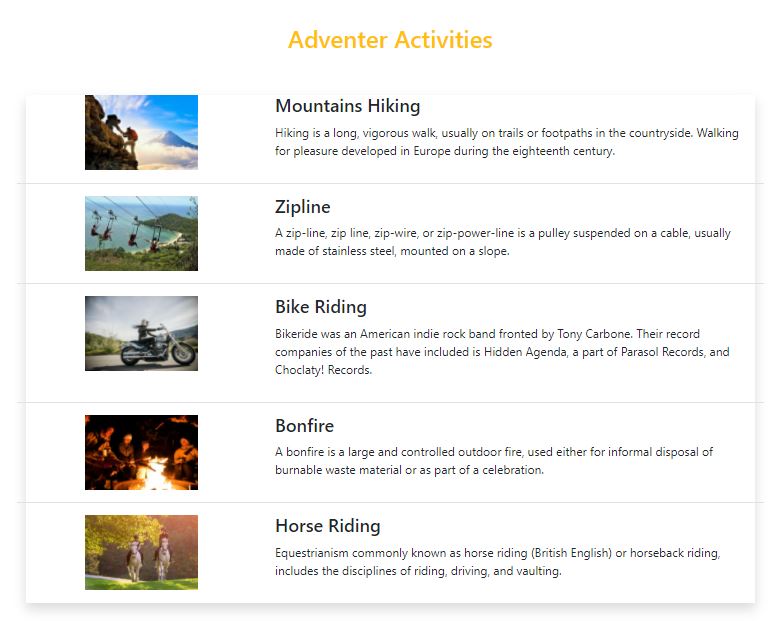 Adventer Activities
Mountains Hiking
Hiking is a long, vigorous walk, usually on trails or footpaths in the countryside. Walking
for pleasure developed in Europe during the eighteenth century.
Zipline
A zip-line, zip line, zip-wire, or zip-power-line is a pulley suspended on a cable, usually
made of stainless steel, mounted on a slope.
Bike Riding
Bikeride was an American indie rock band fronted by Tony Carbone. Their record
companies of the past have included is Hidden Agenda, a part of Parasol Records, and
Choclaty! Records.
Bonfire
A bonfire is a large and controlled outdoor fire, used either for informal disposal of
burnable waste material or as part of a celebration.
Horse Riding
Equestrianism commonly known as horse riding (British English) or horseback riding,
includes the disciplines of riding, driving, and vaulting.